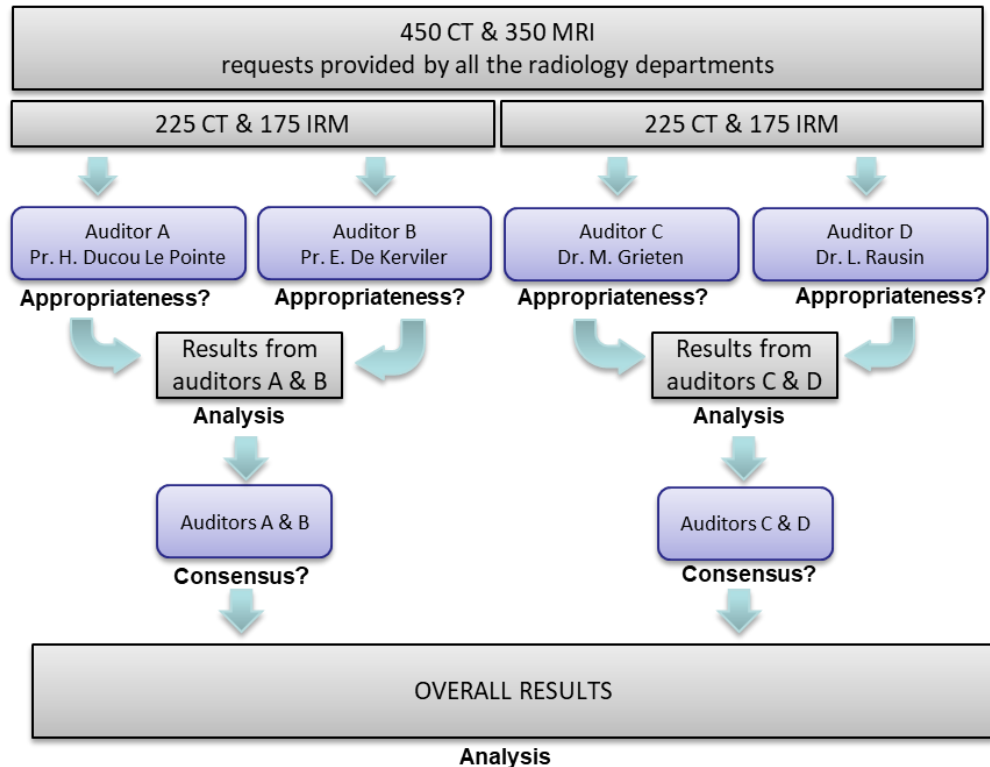 450 CT & 350 MRI
requests provided by all the radiology departments
225 CT & 175 IRM
225 CT & 175 IRM
Auditor A
Pr. H. Ducou Le Pointe
Auditor B
Pr. E. De Kerviler
Auditor C
Dr. M. Grieten
Auditor D
Dr. L. Rausin
Appropriateness?
Appropriateness?
Appropriateness?
Appropriateness?
Results from
auditors A & B
Results from
auditors C & D
Analysis
Analysis
Auditors A & B
Auditors C & D
Consensus?
Consensus?
OVERALL RESULTS
Analysis